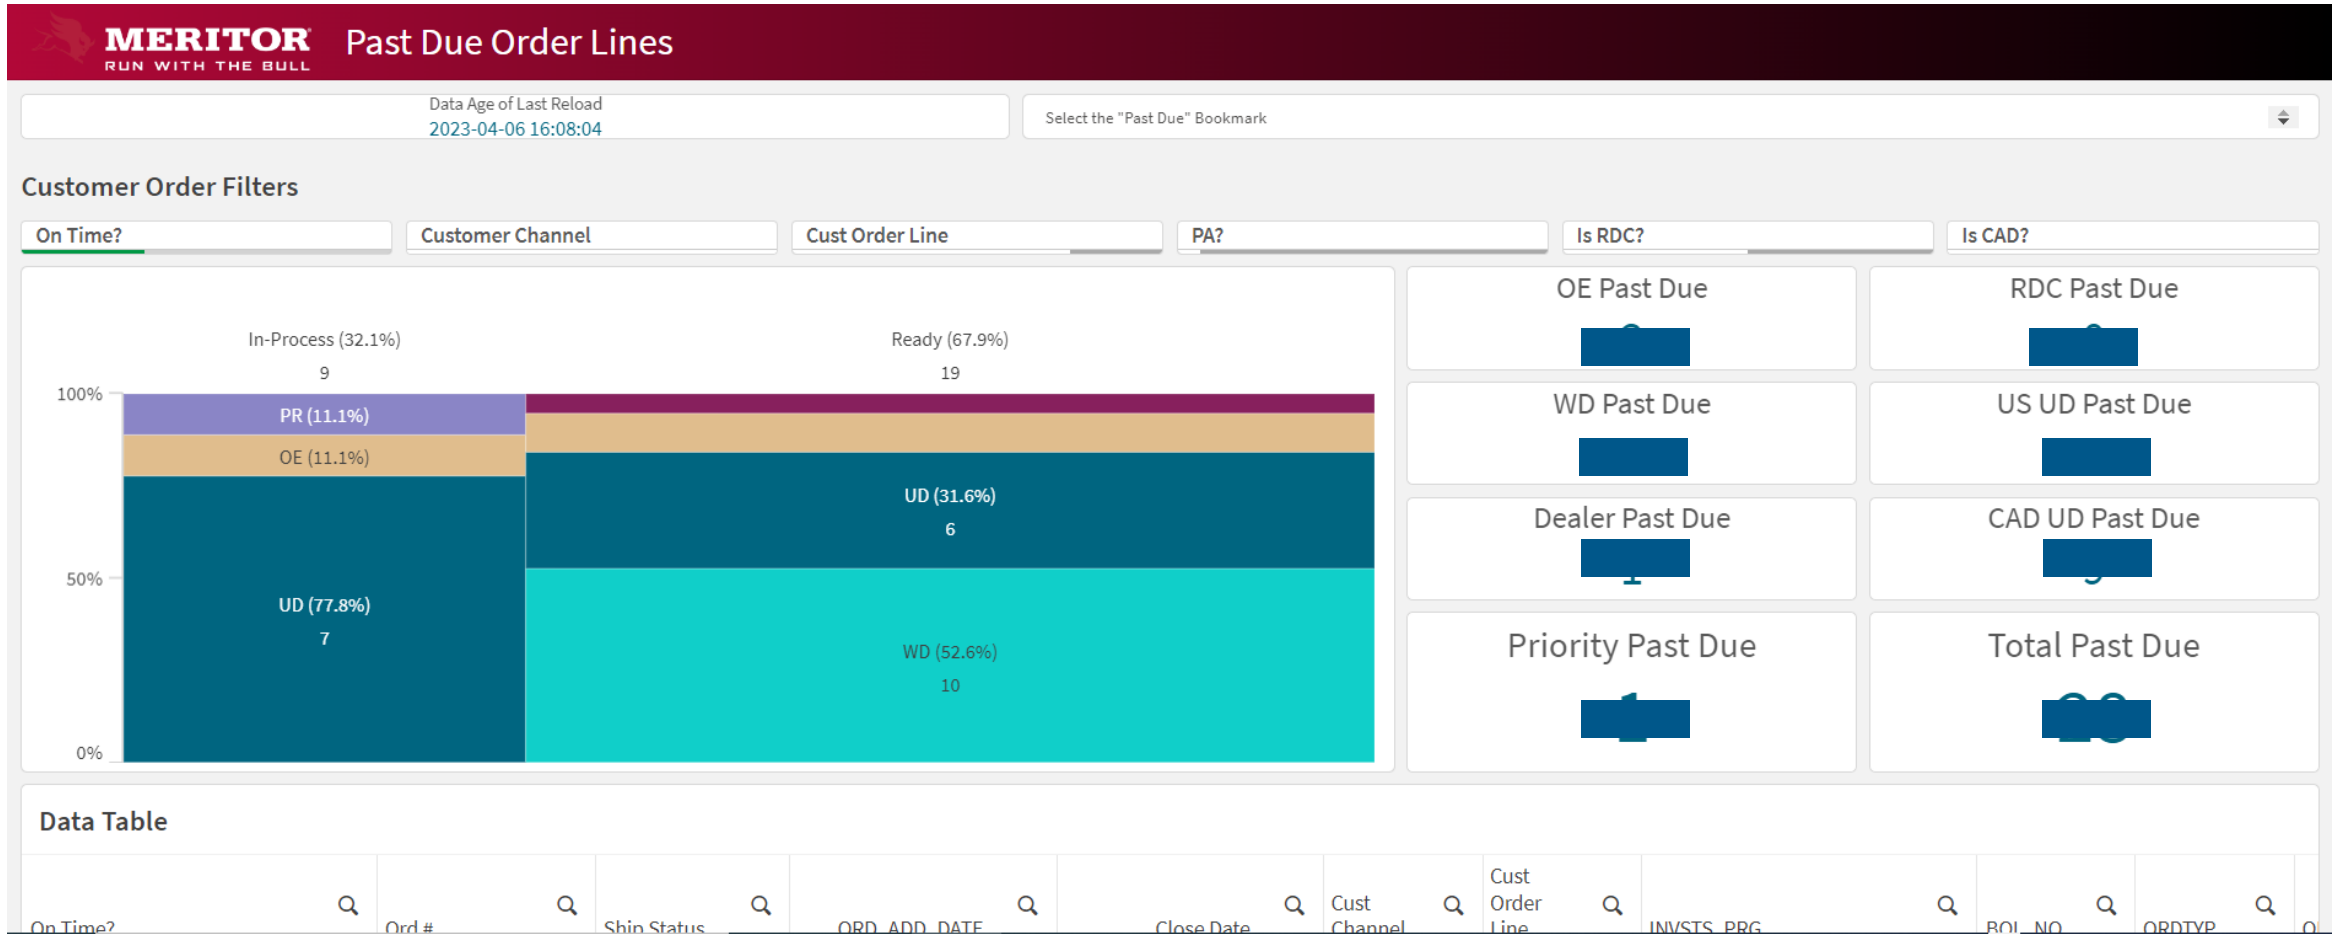 MERITOR
RUN WITH THE BULL
Past Due Order Lines
Data Age of Last Reload
2023-04-06 16:08:04
Select the "Past Due" Bookmark
Customer Order Filters
On Time?
Customer Channel
Cust Order Line
PA?
Is RDC?
Is CAD?
In-Process (32.1%)
9
Ready (67.9%)
19
100%
50%
0%
PR (11.1%)
OE (11.1%)
UD (77.8%)
7
UD (31.6%)
6
WD (52.6%)
10
OE Past Due
RDC Past Due
WD Past Due
US UD Past Due
Dealer Past Due
CAD UD Past Due
Priority Past Due
Total Past Due
Data Table
On Time?
Ord #
Ship Status
ORD_ADD_DATE
Close Date
Cust
Channel
Cust
Order
Line
INVSTS_PRG
BOL_NO
ORDTYP